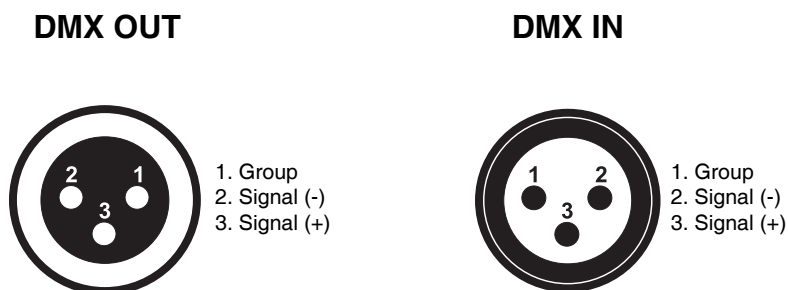 DMX OUT
DMX IN
2 1
3
1. Group
2. Signal (-)
3. Signal (+)
1 2
3
1. Group
2. Signal (-)
3. Signal (+)